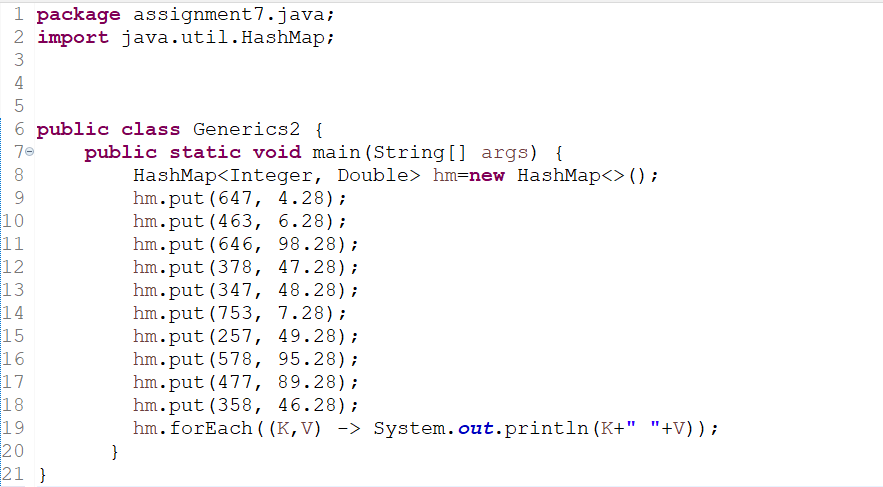 1 package assignment7.java;
2 import java.util.HashMap;
3
4
5
6 public class Generics2 {
7 public static void main(String[] args) {
8 HashMap<Integer, Double> hm=new HashMap<>();
9 hm.put(647, 4.28);
10 hm.put(463, 6.28);
11 hm.put(646, 98.28);
12 hm.put(378, 47.28);
13 hm.put(347, 48.28);
14 hm.put(753, 7.28);
15 hm.put(257, 49.28);
16 hm.put(578, 95.28);
17 hm.put(477, 89.28);
18 hm.put(358, 46.28);
19 hm.forEach((K,V) -> System.out.println(K+" "+V));
20 }
21 }